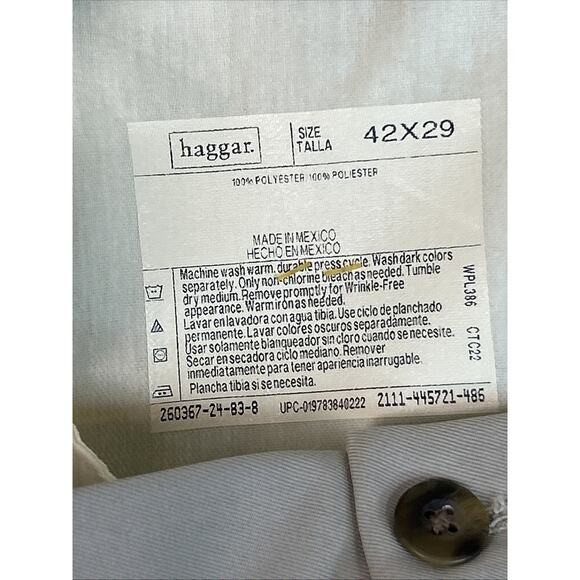 haggar.
SIZE
TALLA
42X29
100% POLYESTER/100% POLIESTER
MADE IN MEXICO
HECHO EN MEXICO
Machine wash warm, durable press cycle. Wash dark colors
separately. Only non-chlorine bleach as needed. Tumble
dry medium. Remove promptly for Wrinkle-Free
appearance. Warm iron as needed.
Lavar en lavadora con agua tibia. Use ciclo de planchado
permanente. Lavar colores oscuros separadamente.
Usar solamente blanqueador sin cloro cuando se necesite.
Secar en secadora ciclo mediano. Remover
inmediatamente para tener apariencia inarrugable.
Plancha tibia si se necesita.
WPL386 CTC22
260367-24-83-8 UPC-019783840222 2111-445721-486